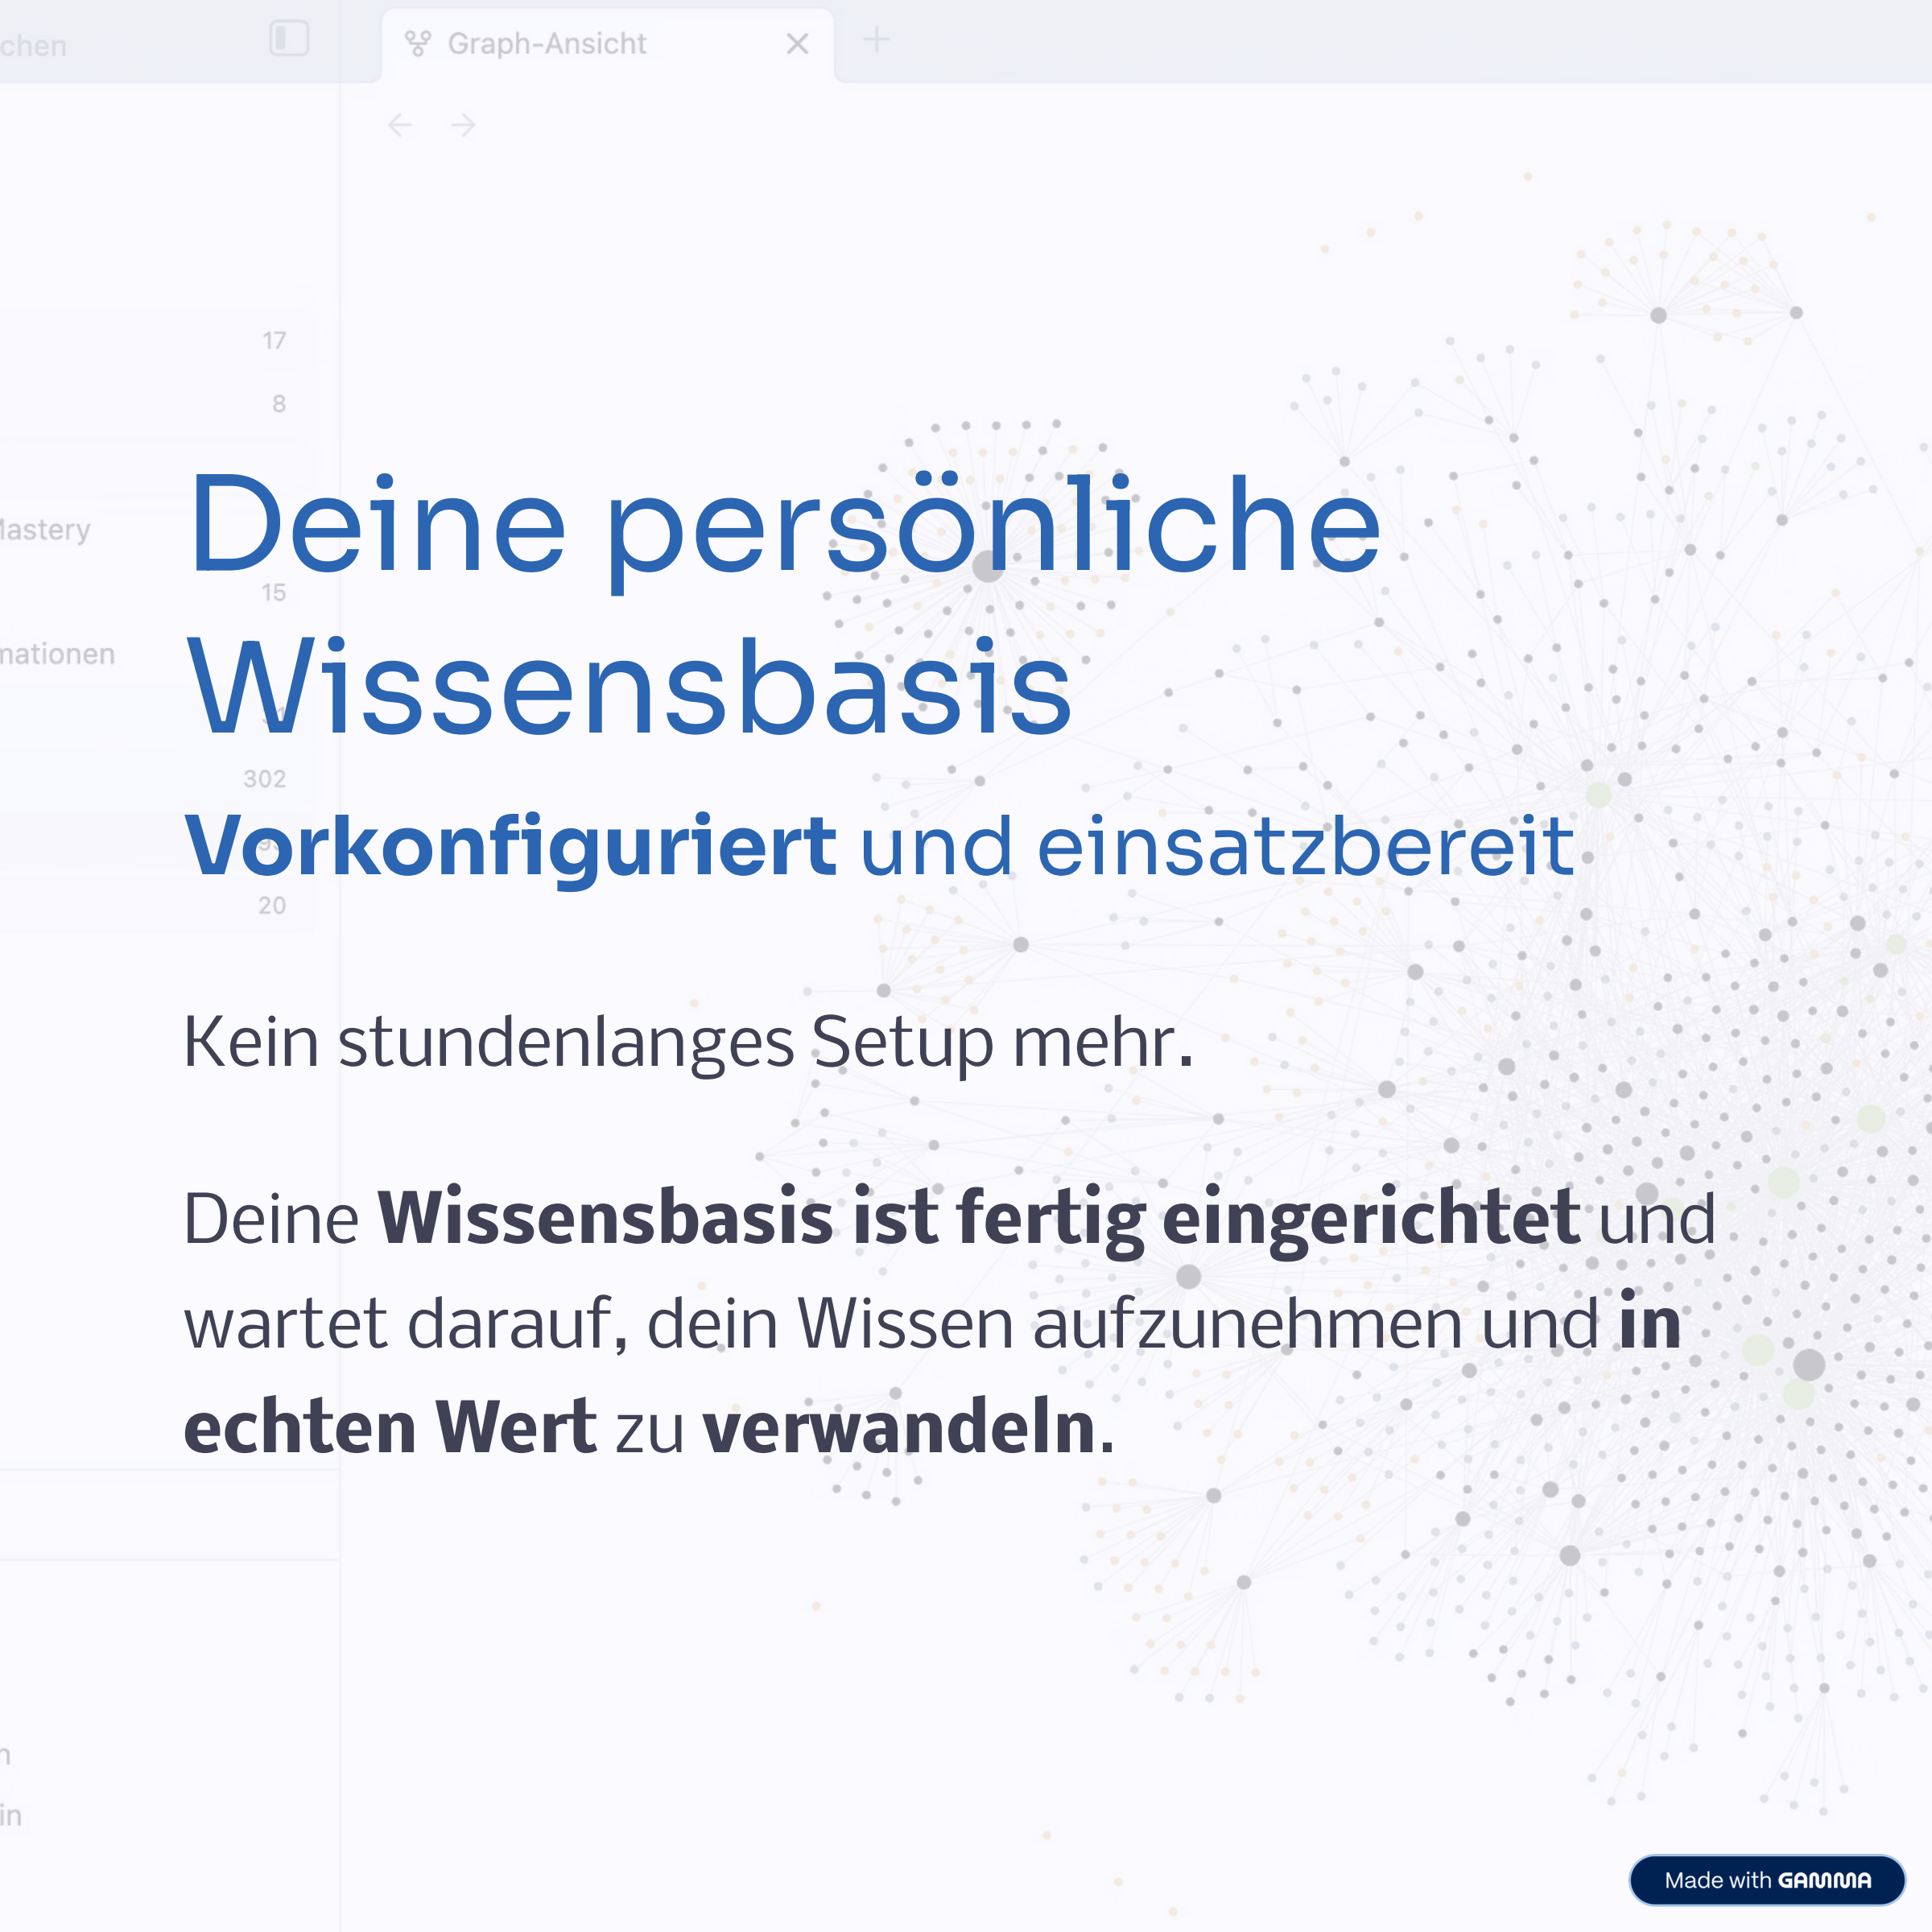 chen
Graph-Ansicht
17
8
Mastery
15
mationen
302
20
Deine persönliche
Wissensbasis
Vorkonfiguriert und einsatzbereit
Kein stundenlanges Setup mehr.
Deine Wissensbasis ist fertig eingerichtet und
wartet darauf, dein Wissen aufzunehmen und in
echten Wert zu verwandeln.
in
Made with GAMMA